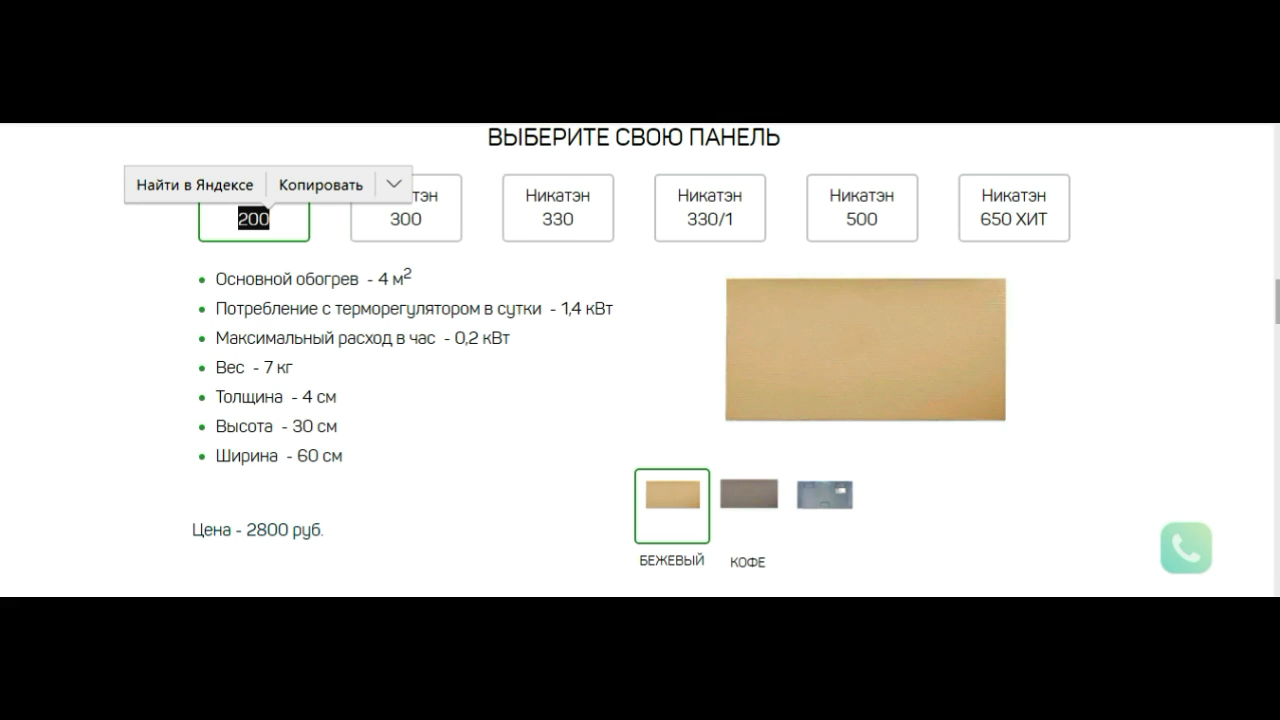 ВЫБЕРИТЕ СВОЮ ПАНЕЛЬ
Найти в Яндексе Копировать
200
тэн
300
Никатэн
330
Никатэн
330/1
Никатэн
500
Никатэн
650 ХИТ
Основной обогрев - 4 м²
Потребление с терморегулятором в сутки - 1,4 кВт
Максимальный расход в час - 0,2 кВт
Вес - 7 кг
Толщина - 4 см
Высота - 30 см
Ширина - 60 см
Цена - 2800 руб.
БЕЖЕВЫЙ КОФЕ